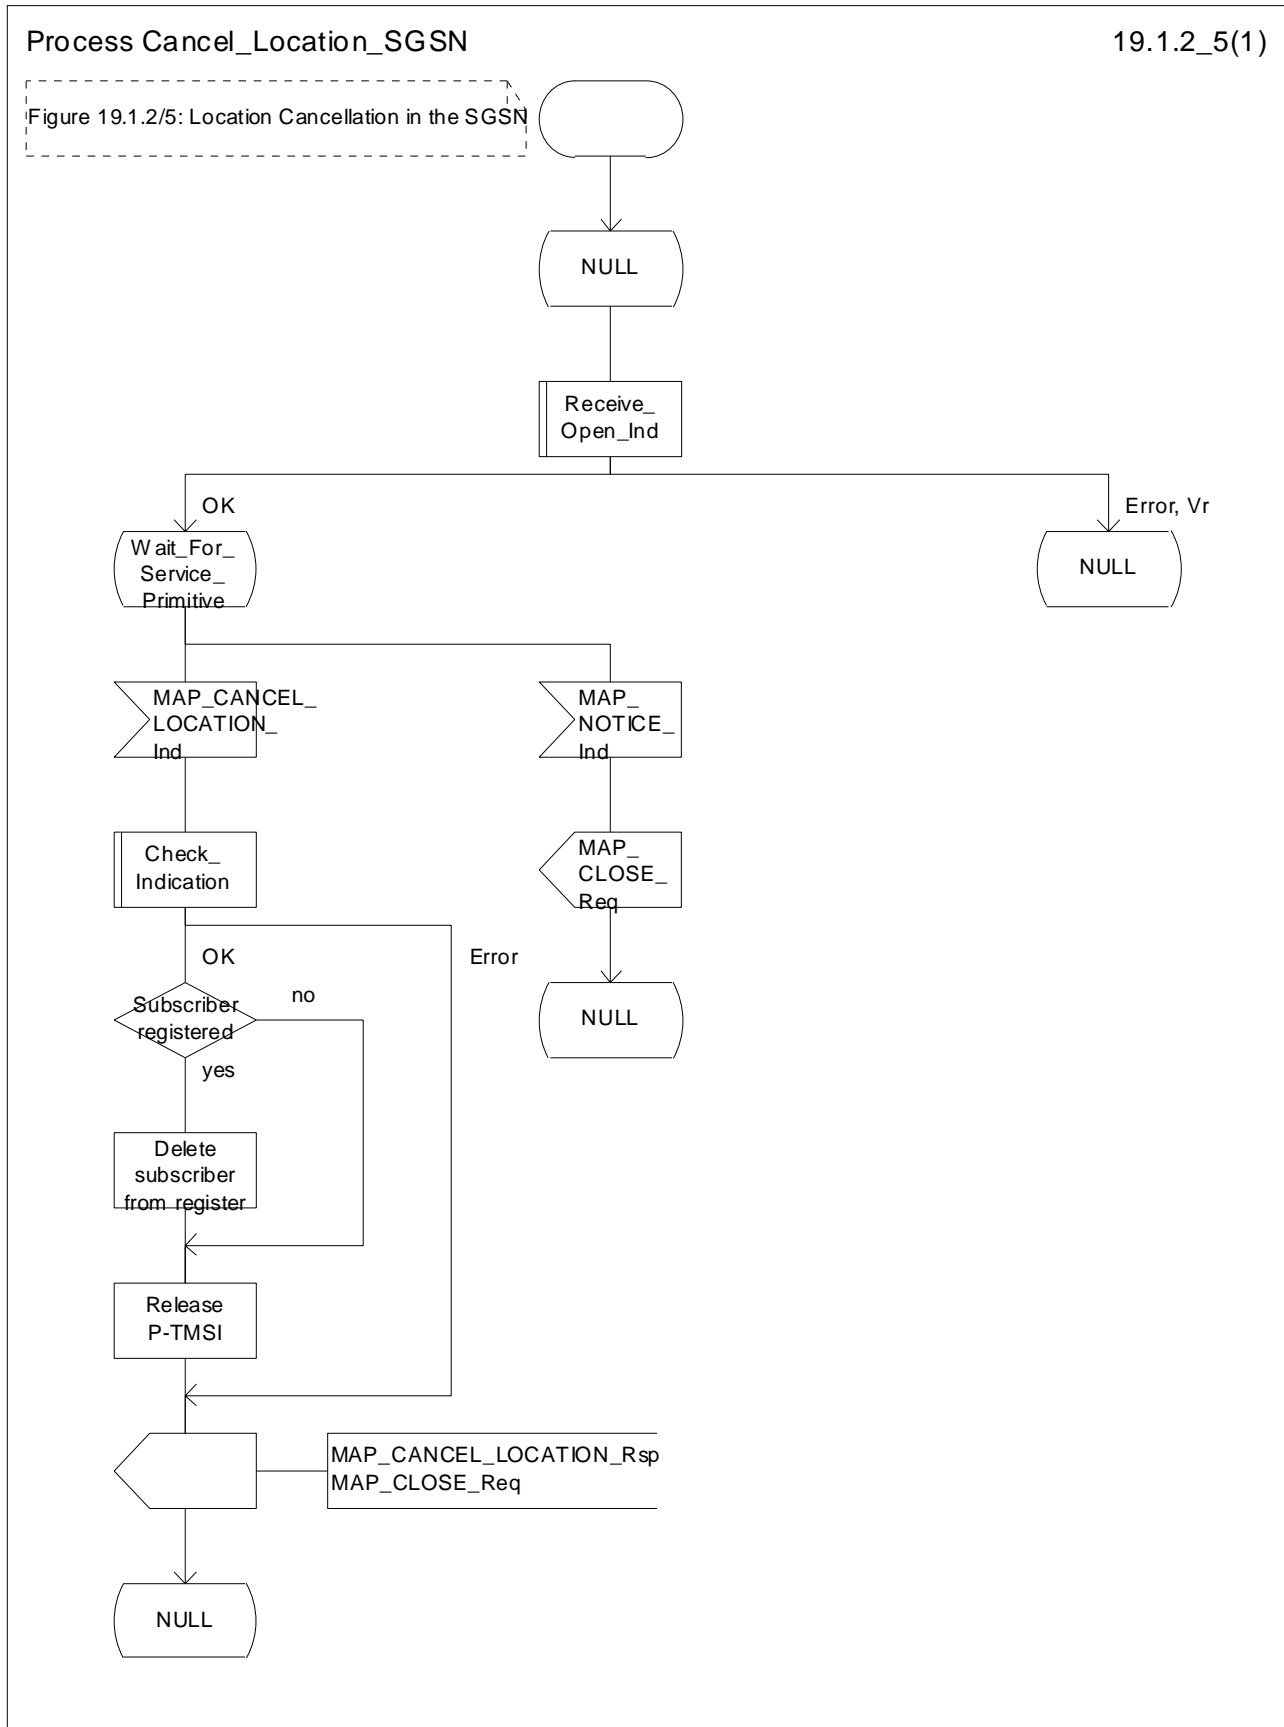 Process Cancel_Location_SGSN
19.1.2_5(1)
Figure 19.1.2/5: Location Cancellation in the SGSN
NULL
Receive_
Open_Ind
OK
Error, Vr
Wait_For_
Service_
Primitive
NULL
MAP_CANCEL_
LOCATION_
Ind
MAP_
NOTICE_
Ind
Check_
Indication
MAP_
CLOSE_
Req
OK
Error
Subscriber
registered
no
yes
NULL
Delete
subscriber
from register
Release
P-TMSI
MAP_CANCEL_LOCATION_Rsp
MAP_CLOSE_Req
NULL